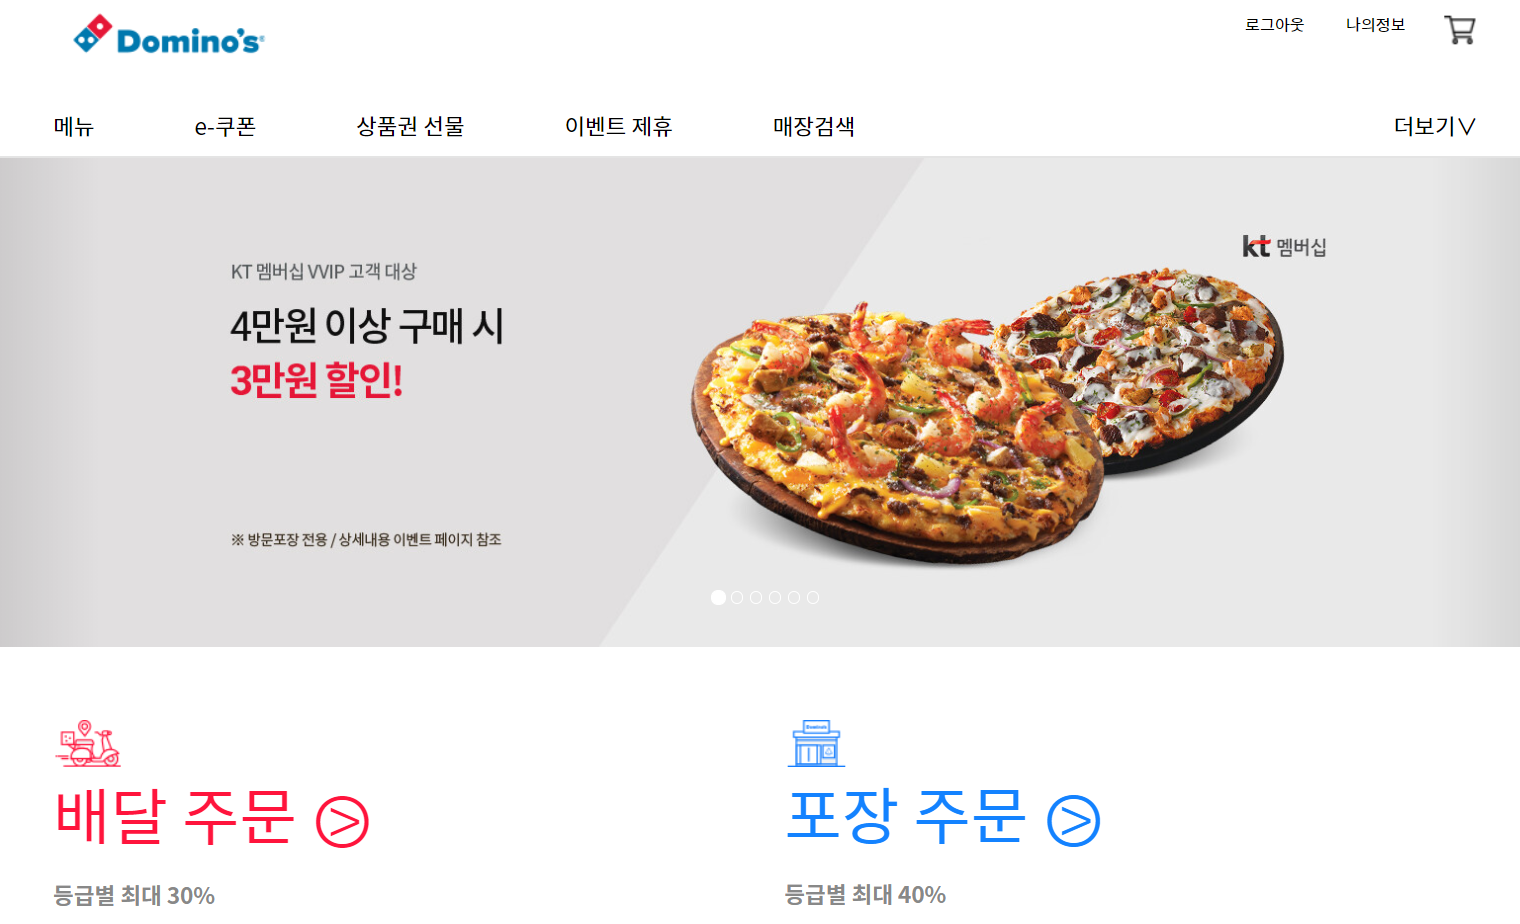 Domino's
로그아웃 나의정보
메뉴 e-쿠폰 상품권 선물 이벤트 제휴 매장검색 더보기∨
kt 멤버십
KT 멤버십 VVIP 고객 대상
4만원 이상 구매 시
3만원 할인!
※ 방문포장 전용 / 상세내용 이벤트 페이지 참조
배달 주문 >
등급별 최대 30%
포장 주문 >
등급별 최대 40%